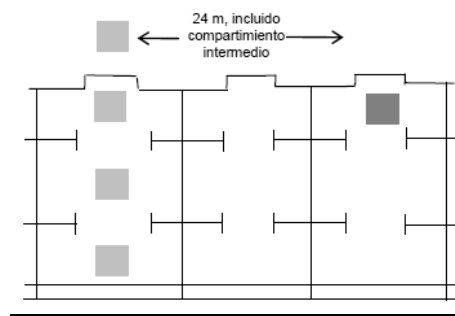 24 m, incluido
compartimiento
intermedio